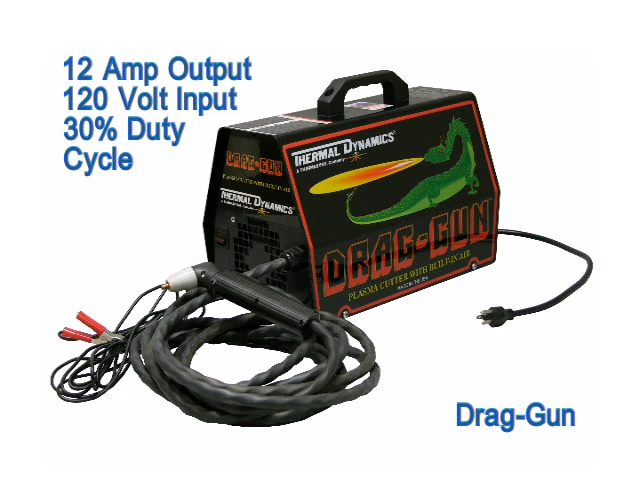 12 Amp Output
120 Volt Input
30% Duty
Cycle
THERMAL DYNAMICS®
DRAG-GUN
THERMAL DYNAMICS®
DRAG-GUN
PLASMA CUTTER WITH BUILT-IN AIR
Drag-Gun